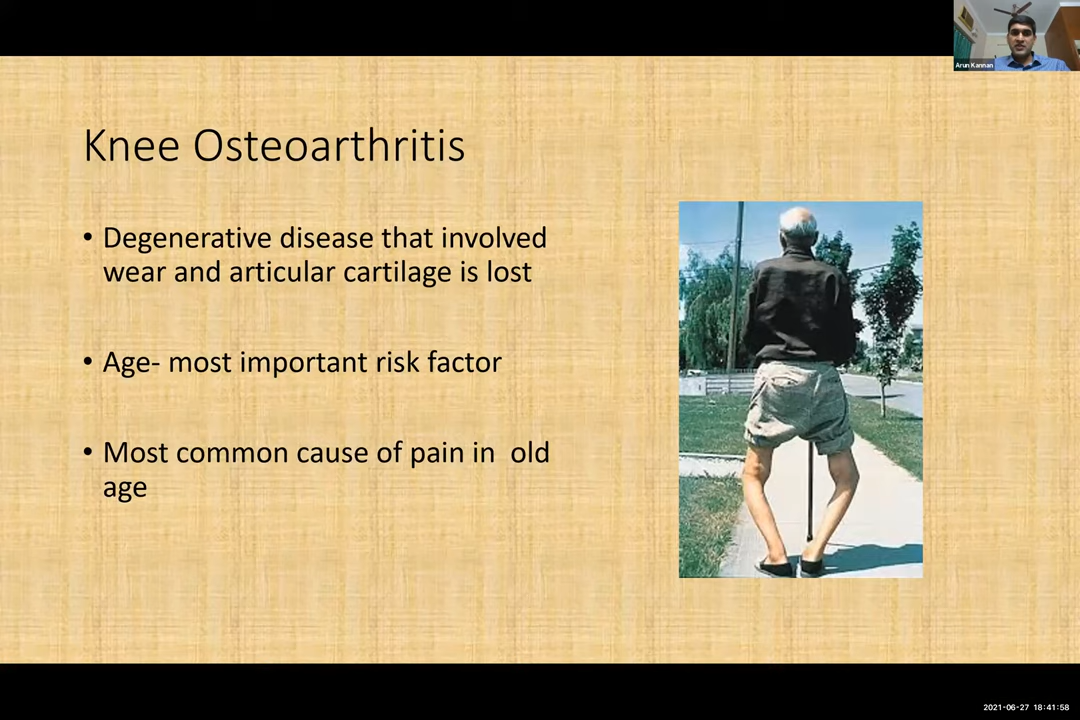 Arun Kannan
Knee Osteoarthritis
• Degenerative disease that involved
wear and articular cartilage is lost
• Age- most important risk factor
• Most common cause of pain in  old
age
2021-06-27 18:41:58